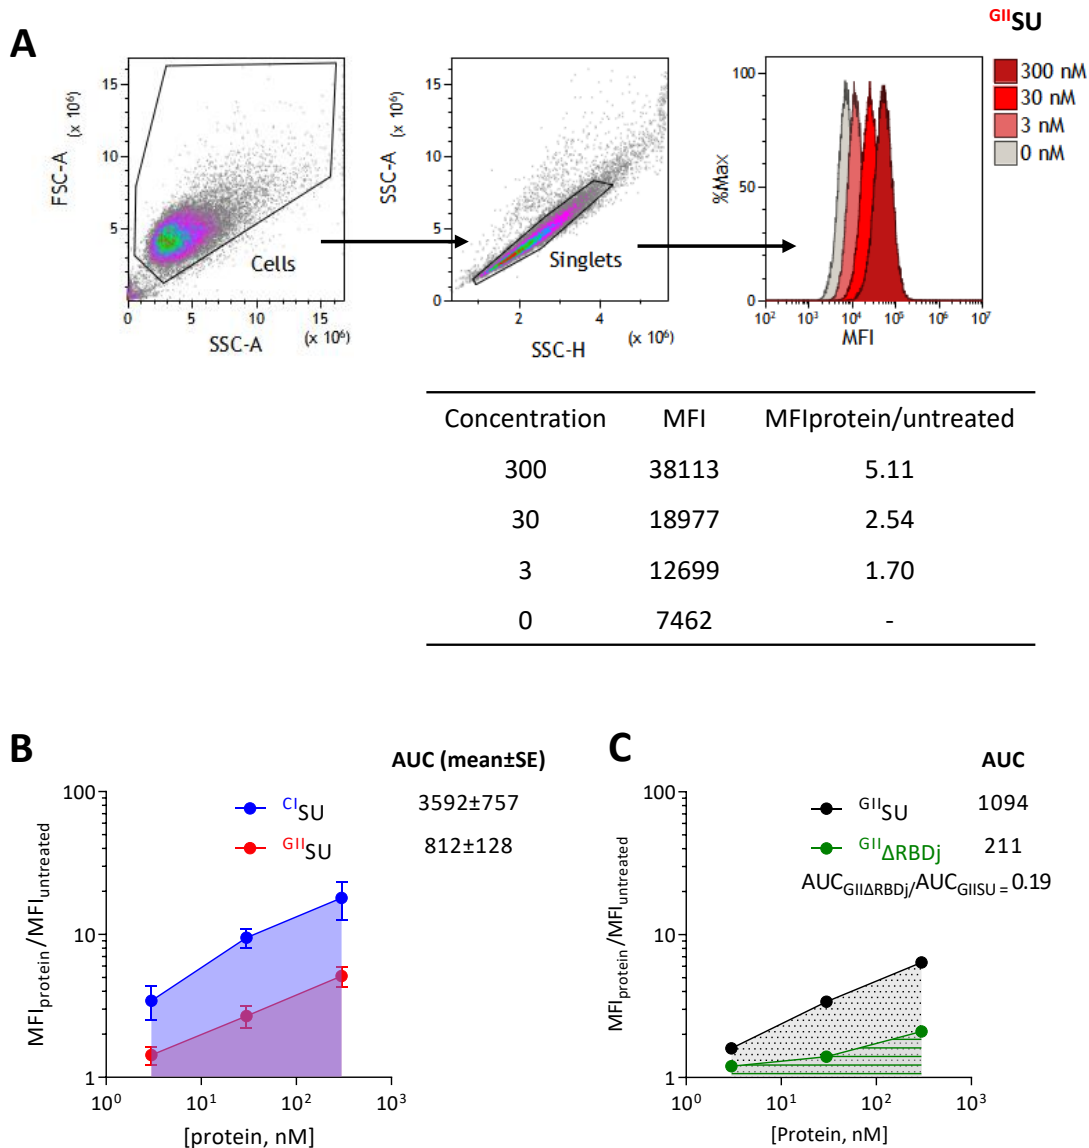 A
GIISU
300 nM
30 nM
3 nM
0 nM
FSC-A (x 10⁶)
15
10
5
0
0 5 10 15
(x 10⁶)
SSC-A
Cells
SSC-A (x 10⁶)
15
10
5
0
2 4
(x 10⁶)
SSC-H
Singlets
%Max
100
50
0
10² 10³ 10⁴ 10⁵ 10⁶ 10⁷
MFI
Concentration MFI MFIprotein/untreated
300 38113 5.11
30 18977 2.54
3 12699 1.70
0 7462 -
B
AUC (mean±SE)
CISU 3592±757
GIISU 812±128
MFIprotein/MFIuntreated
100
10
1
10⁰ 10¹ 10² 10³
[protein, nM]
C
AUC
GIISU 1094
GIIΔRBDj 211
AUCGIIΔRBDj/AUCGIISU = 0.19
MFIprotein/MFIuntreated
100
10
1
10⁰ 10¹ 10² 10³
[Protein, nM]